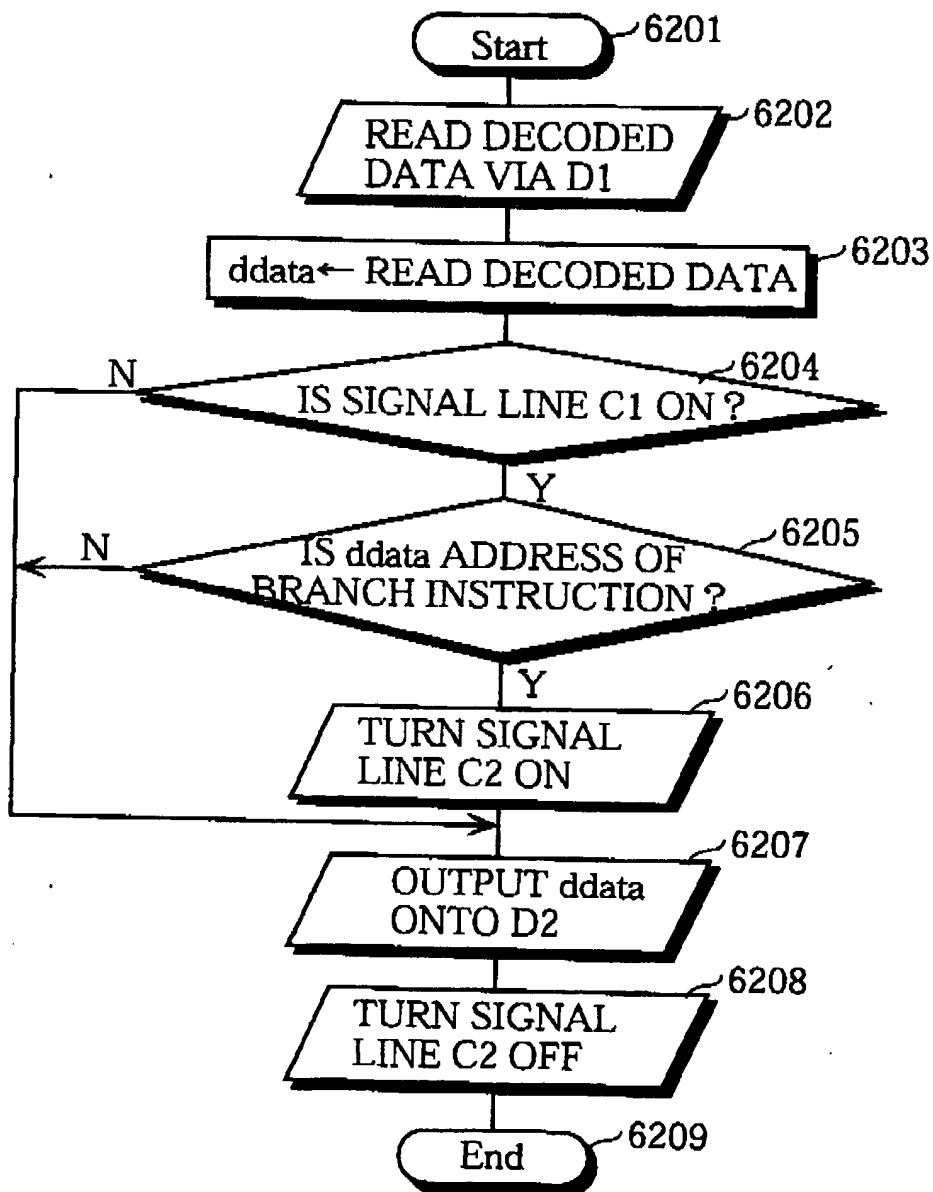 Start
6201
READ DECODED
DATA VIA D1
6202
ddata← READ DECODED DATA
6203
N
IS SIGNAL LINE C1 ON ?
6204
Y
N
IS ddata ADDRESS OF
BRANCH INSTRUCTION ?
6205
Y
TURN SIGNAL
LINE C2 ON
6206
OUTPUT ddata
ONTO D2
6207
TURN SIGNAL
LINE C2 OFF
6208
End
6209